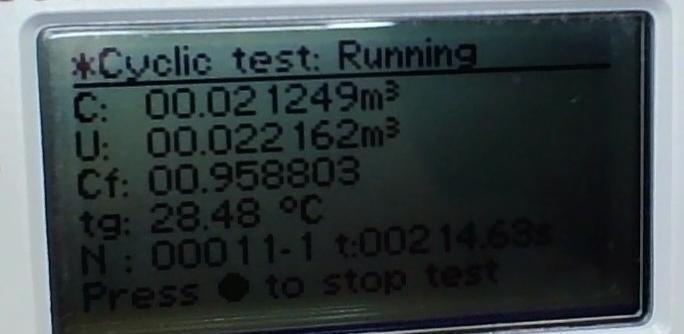 *Cyclic test: Running
C: 00.021249m³
U: 00.022162m³
Cf: 00.958803
tg: 28.48 °C
N : 00011-1 t:00214.63s
Press ● to stop test